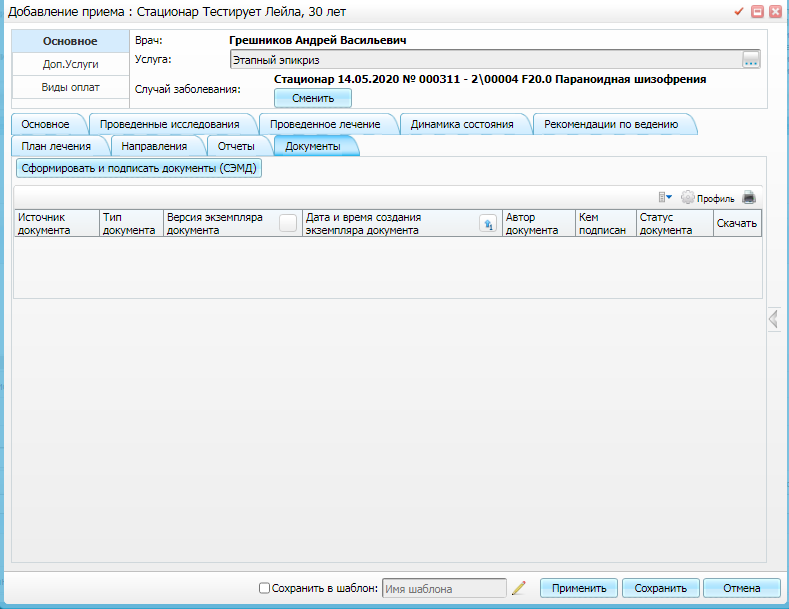 Добавление приема : Стационар Тестирует Лейла, 30 лет
Основное
Доп.Услуги
Виды оплат
Врач: Грешников Андрей Васильевич
Услуга: Этапный эпикриз ...
Случай заболевания: Стационар 14.05.2020 № 000311 - 2\00004 F20.0 Параноидная шизофрения
Сменить
Основное Проведенные исследования Проведенное лечение Динамика состояния Рекомендации по ведению
План лечения Направления Отчеты Документы
Сформировать и подписать документы (СЭМД)
Профиль
Источник документа Тип документа Версия экземпляра документа Дата и время создания экземпляра документа 1 Автор документа Кем подписан Статус документа Скачать
Сохранить в шаблон: Имя шаблона Применить Сохранить Отмена